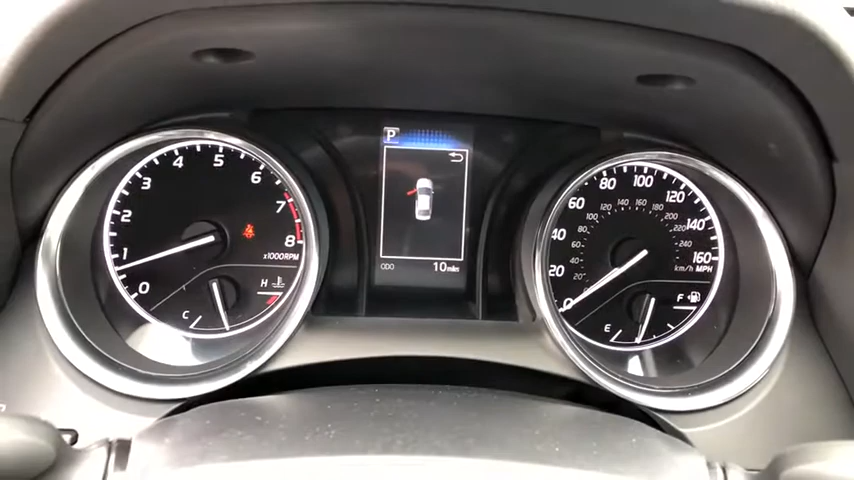 P
0 1 2 3 4 5 6 7 8
x1000RPM
C H
ODO 10 miles
0 20 40 60 80 100 120 140 160
20 40 60 80 100 120 140 160 180 200 220 240
km/h MPH
E F